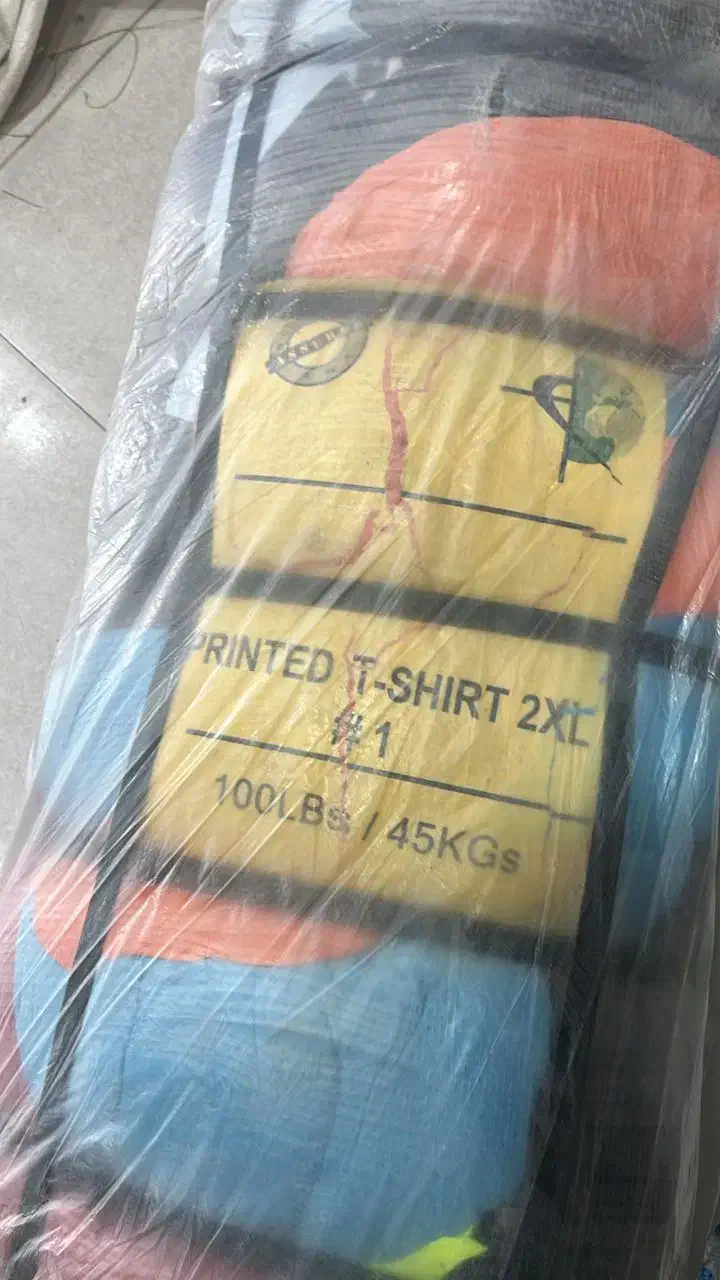 PRINTED T-SHIRT 2XL
# 1
100LBs / 45KGs